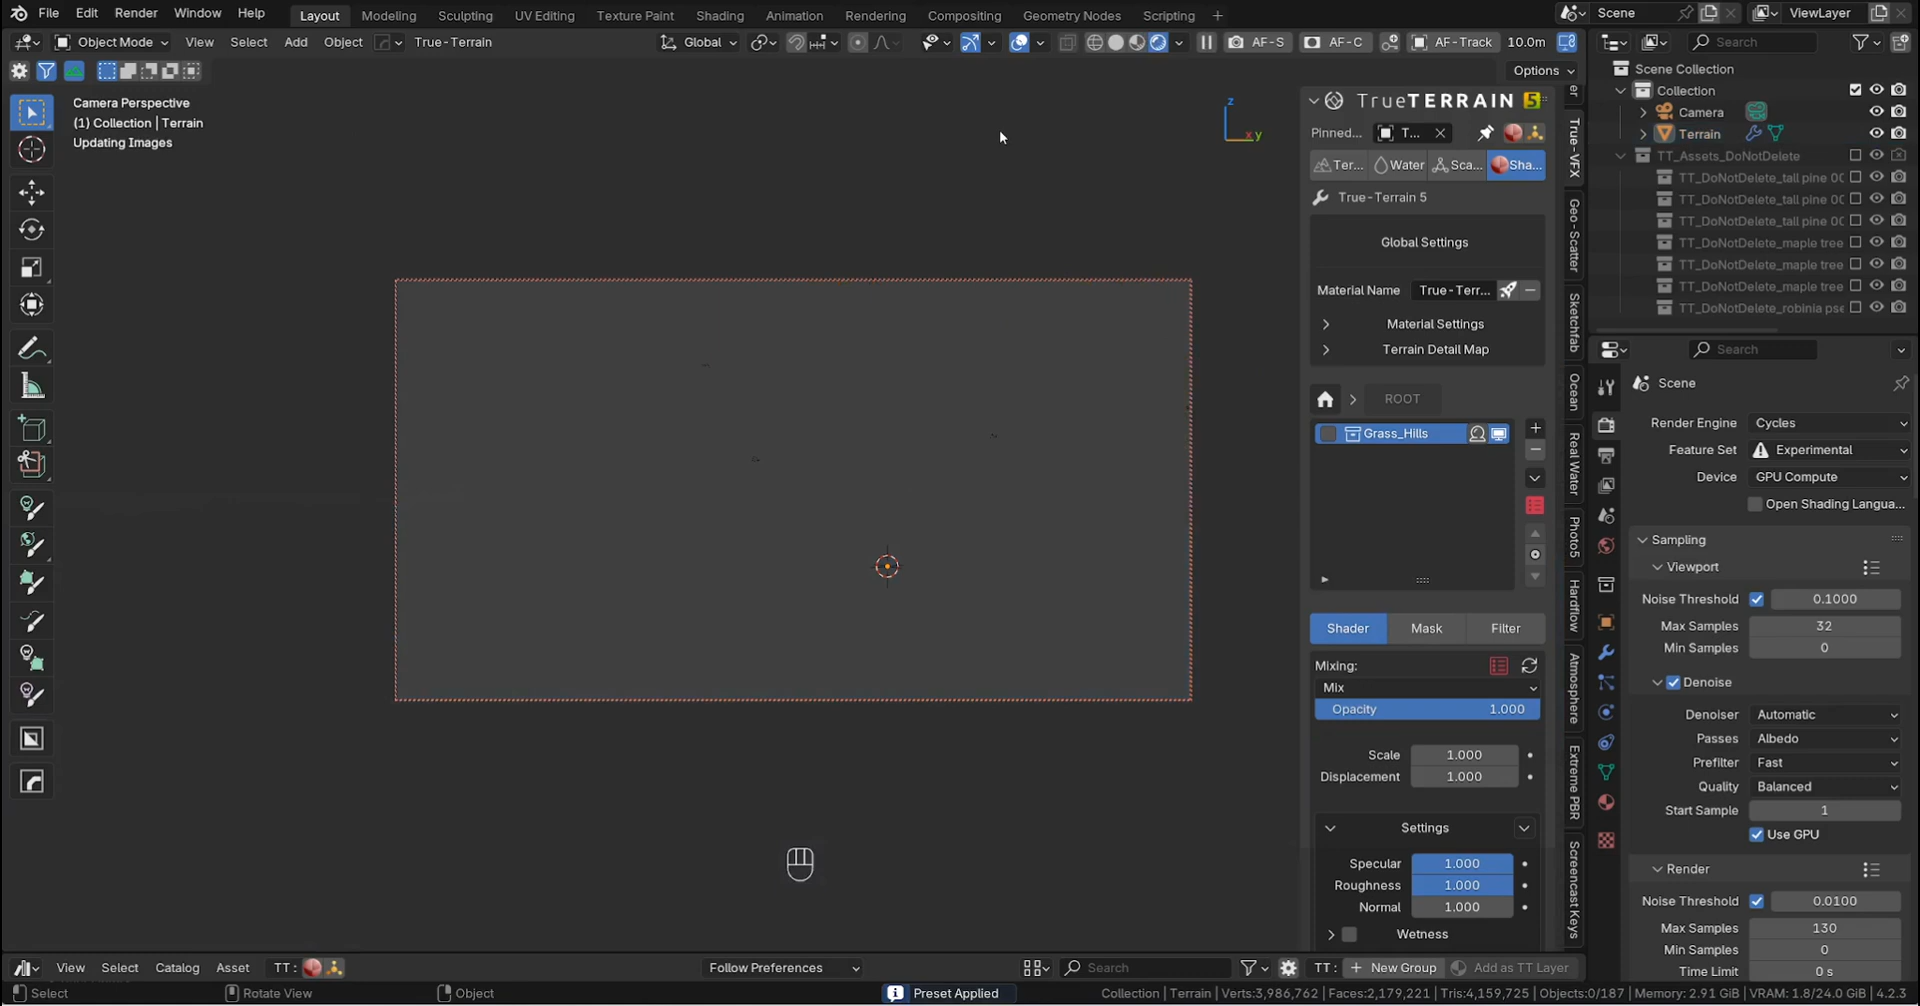 File Edit Render Window Help Layout Modeling Sculpting UV Editing Texture Paint Shading Animation Rendering Compositing Geometry Nodes Scripting + Scene ViewLayer
Object Mode View Select Add Object True-Terrain Global AF-S AF-C AF-Track 10.0m Search
Options
Camera Perspective
(1) Collection | Terrain
Updating Images
z
x y
TrueTERRAIN 5
Pinned... T...
Ter... Water Sca... Sha...
True-Terrain 5
Global Settings
Material Name True-Terr...
Material Settings
Terrain Detail Map
ROOT
Grass_Hills
Shader Mask Filter
Mixing:
Mix
Opacity 1.000
Scale 1.000
Displacement 1.000
Settings
Specular 1.000
Roughness 1.000
Normal 1.000
Wetness
er
True-VFX
Geo-Scatter
Sketchfab
Ocean
Real Water
Photo5
Hardflow
Atmosphere
Extreme PBR
Screencast Keys
Scene Collection
Collection
Camera
Terrain
TT_Assets_DoNotDelete
TT_DoNotDelete_tall pine 0
TT_DoNotDelete_tall pine 0
TT_DoNotDelete_tall pine 0
TT_DoNotDelete_maple tree
TT_DoNotDelete_maple tree
TT_DoNotDelete_maple tree
TT_DoNotDelete_robinia pse
Search
Scene
Render Engine Cycles
Feature Set Experimental
Device GPU Compute
Open Shading Langua...
Sampling
Viewport
Noise Threshold 0.1000
Max Samples 32
Min Samples 0
Denoise
Denoiser Automatic
Passes Albedo
Prefilter Fast
Quality Balanced
Start Sample 1
Use GPU
Render
Noise Threshold 0.0100
Max Samples 130
Min Samples 0
Time Limit 0 s
View Select Catalog Asset TT: Follow Preferences Search TT: + New Group Add as TT Layer
Select Rotate View Object Preset Applied Collection | Terrain | Verts:3,986,762 | Faces:2,179,221 | Tris:4,159,725 | Objects:0/187 | Memory: 2.91 GiB | VRAM: 1.8/24.0 GiB | 4.2.3